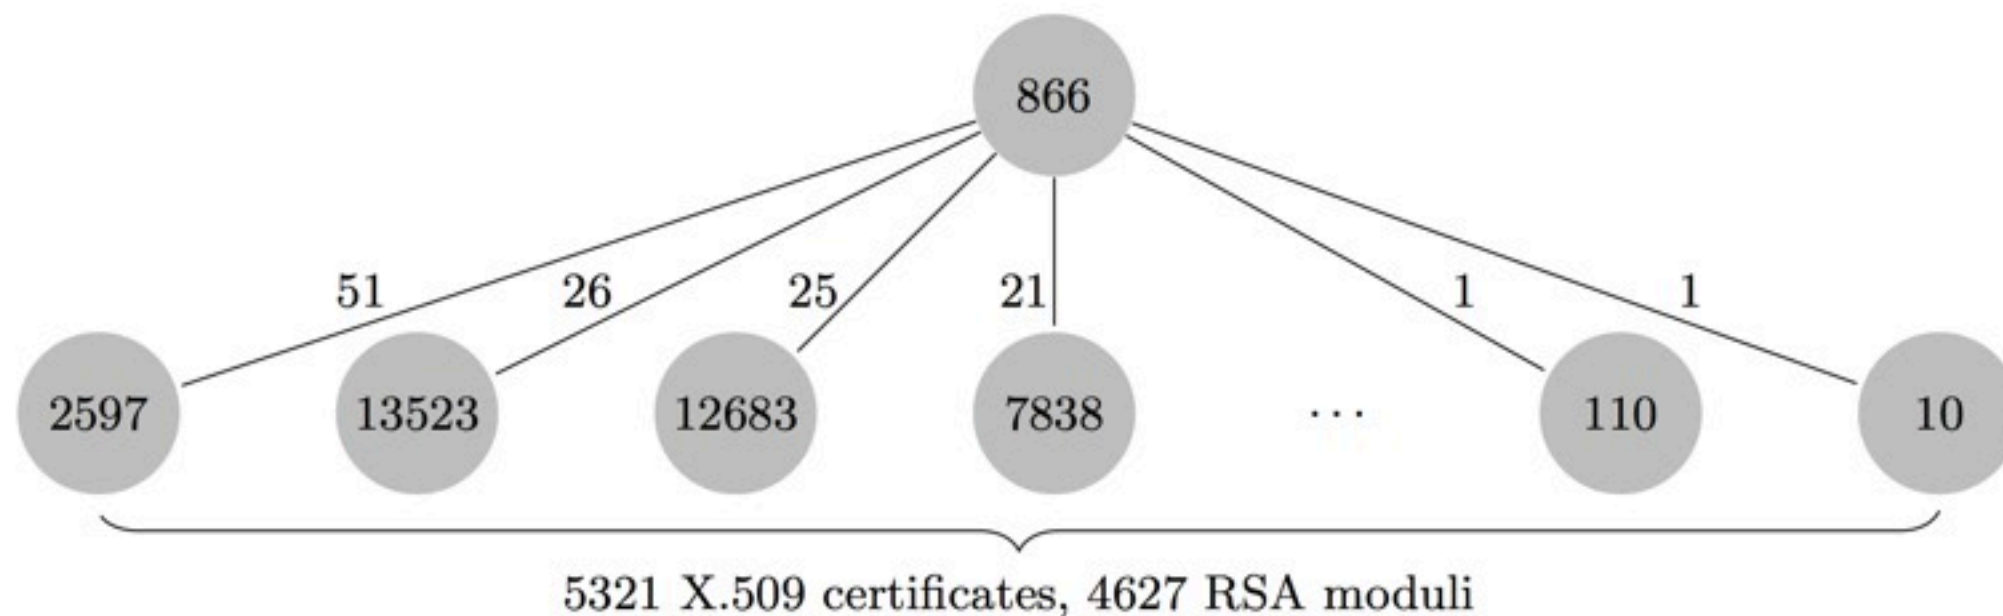 866
51 26 25 21 1 1
2597 13523 12683 7838 ... 110 10
5321 X.509 certificates, 4627 RSA moduli